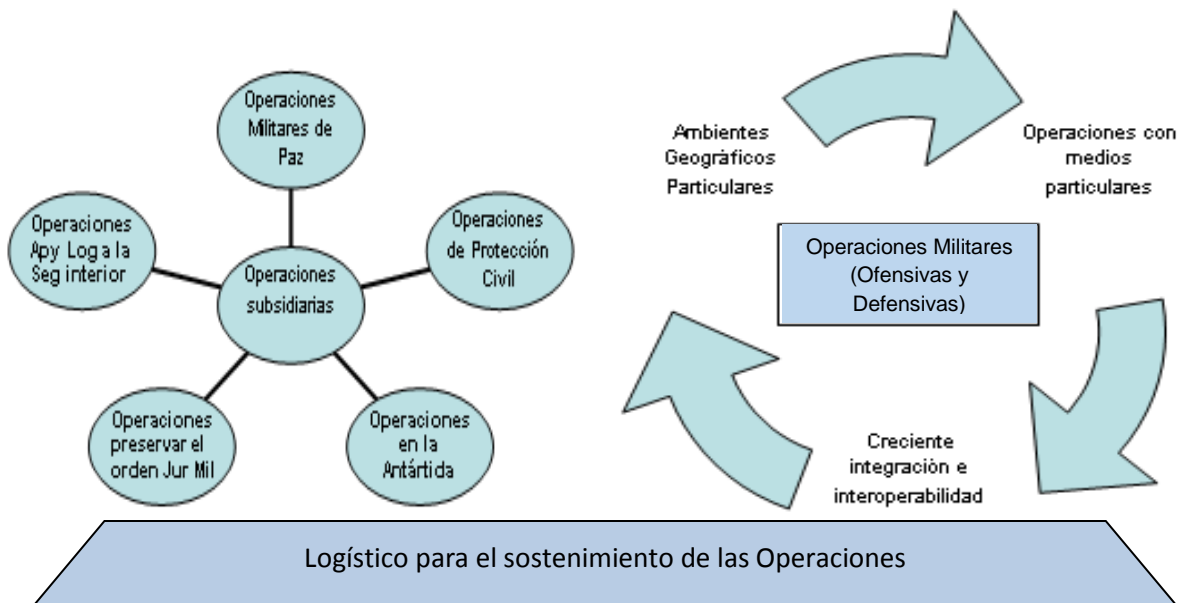 Operaciones
Militares de
Paz
Operaciones
Apy Log a la
Seg interior
Operaciones
de Protección
Civil
Operaciones
subsidiarias
Operaciones
preservar el
orden Jur Mil
Operaciones
en la
Antártida
Ambientes
Geográficos
Particulares
Operaciones con
medios
particulares
Operaciones Militares
(Ofensivas y
Defensivas)
Creciente
integración e
interoperabilidad
Logístico para el sostenimiento de las Operaciones